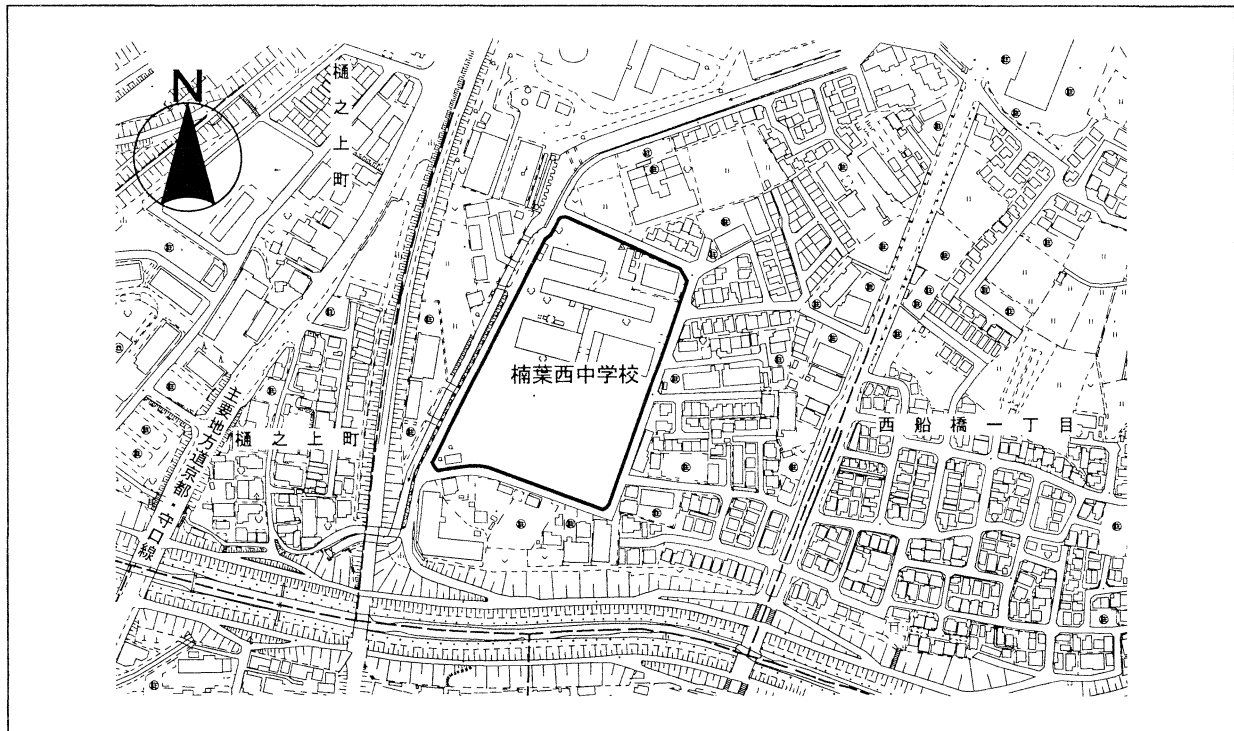 N
樋之上町
楠葉西中学校
西船橋一丁目
樋之上町
主要地方道京都・守口線